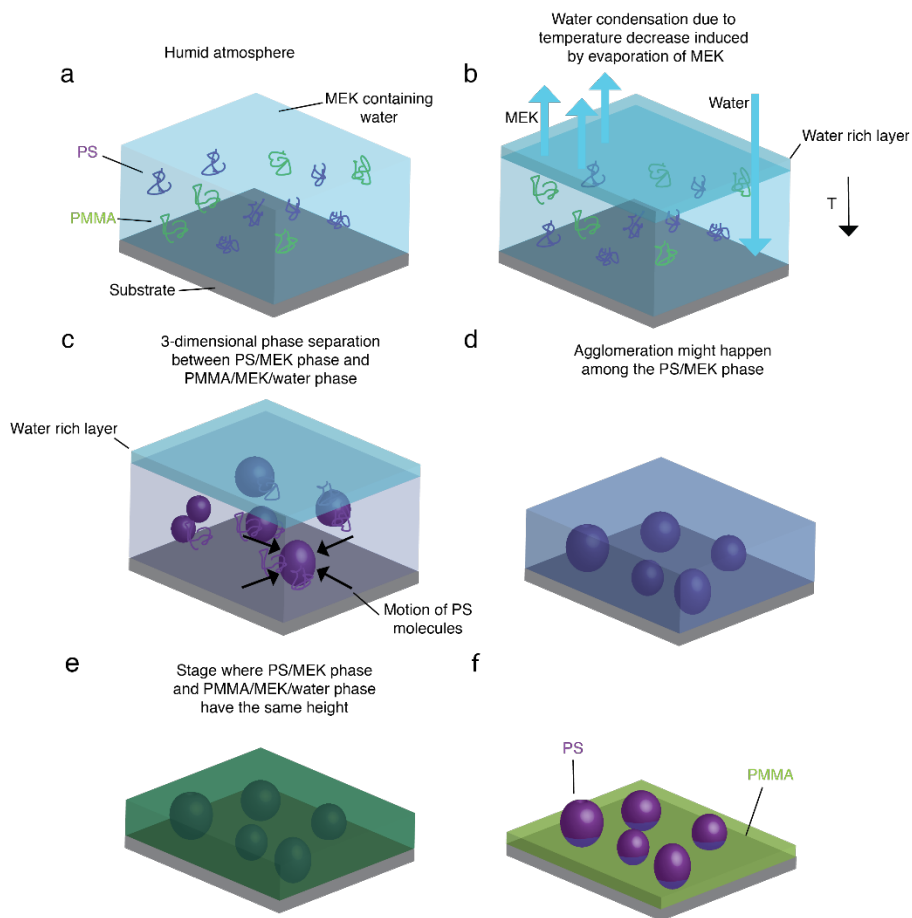 a
Humid atmosphere
MEK containing
water
PS
PMMA
Substrate
b
Water condensation due to
temperature decrease induced
by evaporation of MEK
MEK
Water
Water rich layer
T
c
3-dimensional phase separation
between PS/MEK phase and
PMMA/MEK/water phase
Water rich layer
Motion of PS
molecules
d
Agglomeration might happen
among the PS/MEK phase
e
Stage where PS/MEK phase
and PMMA/MEK/water phase
have the same height
f
PS
PMMA